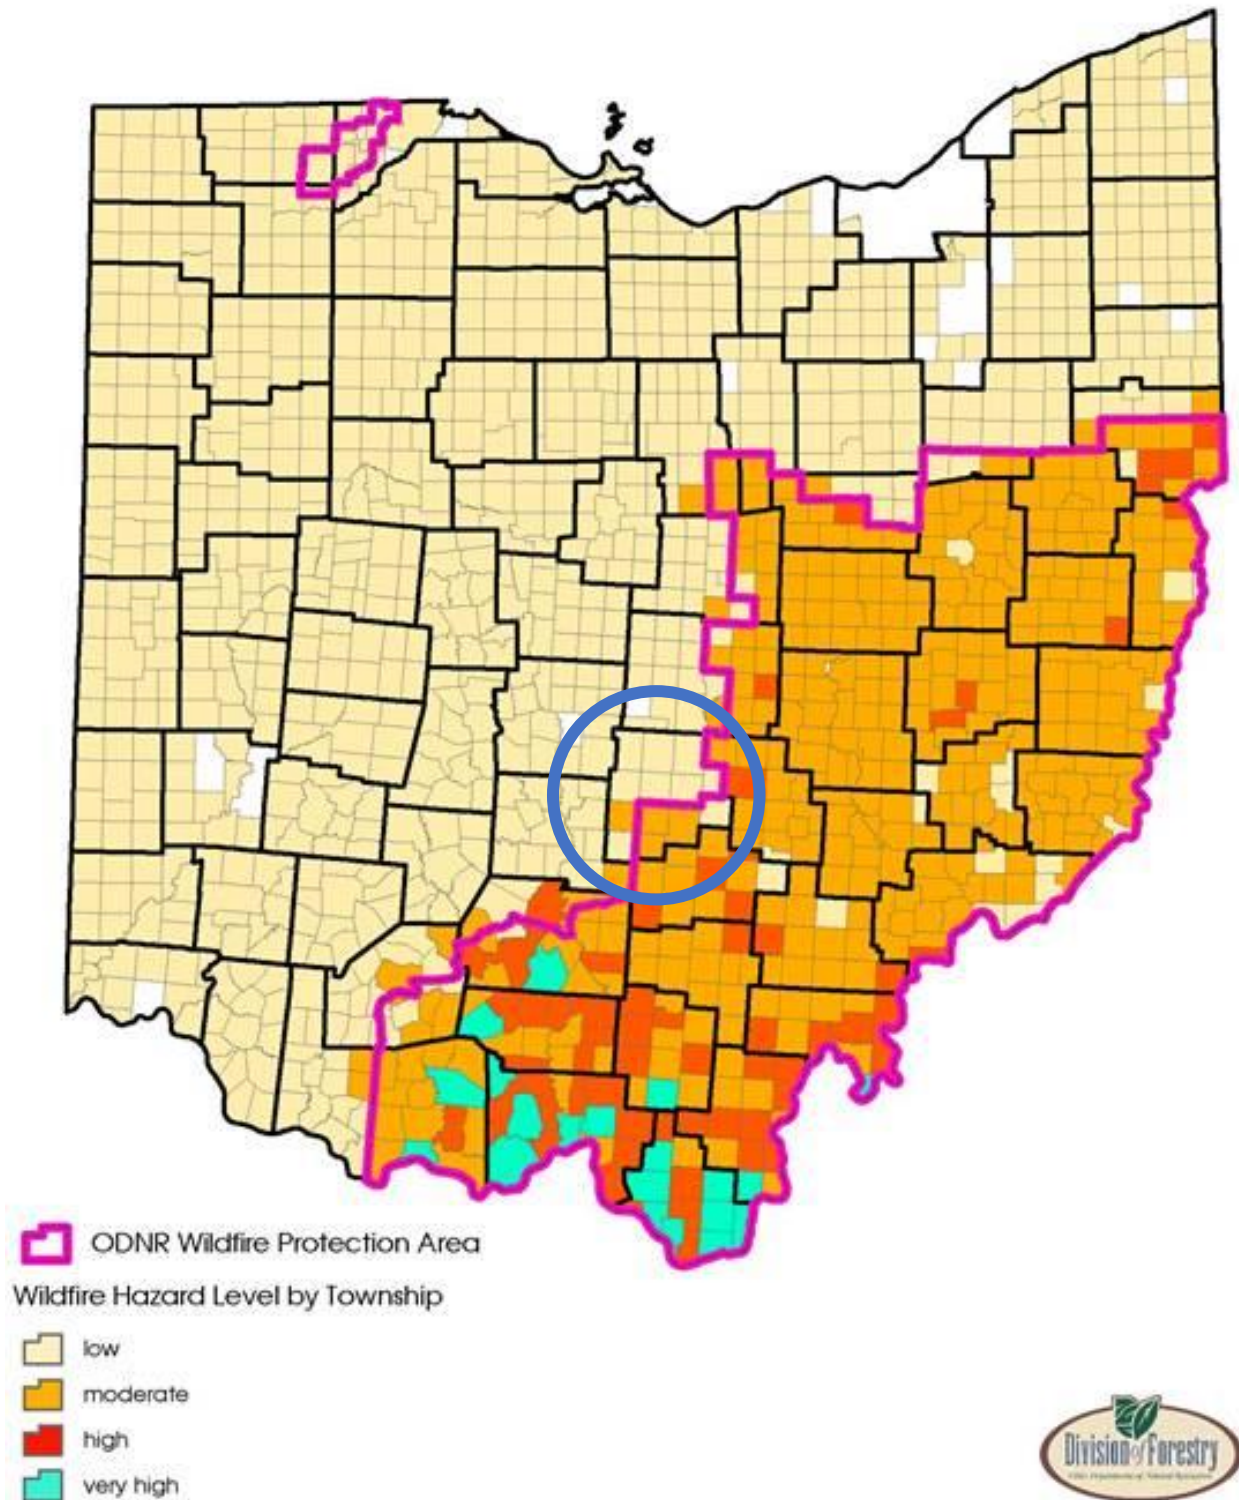 ODNR Wildfire Protection Area
Wildfire Hazard Level by Township
low
moderate
high
very high
Division of Forestry